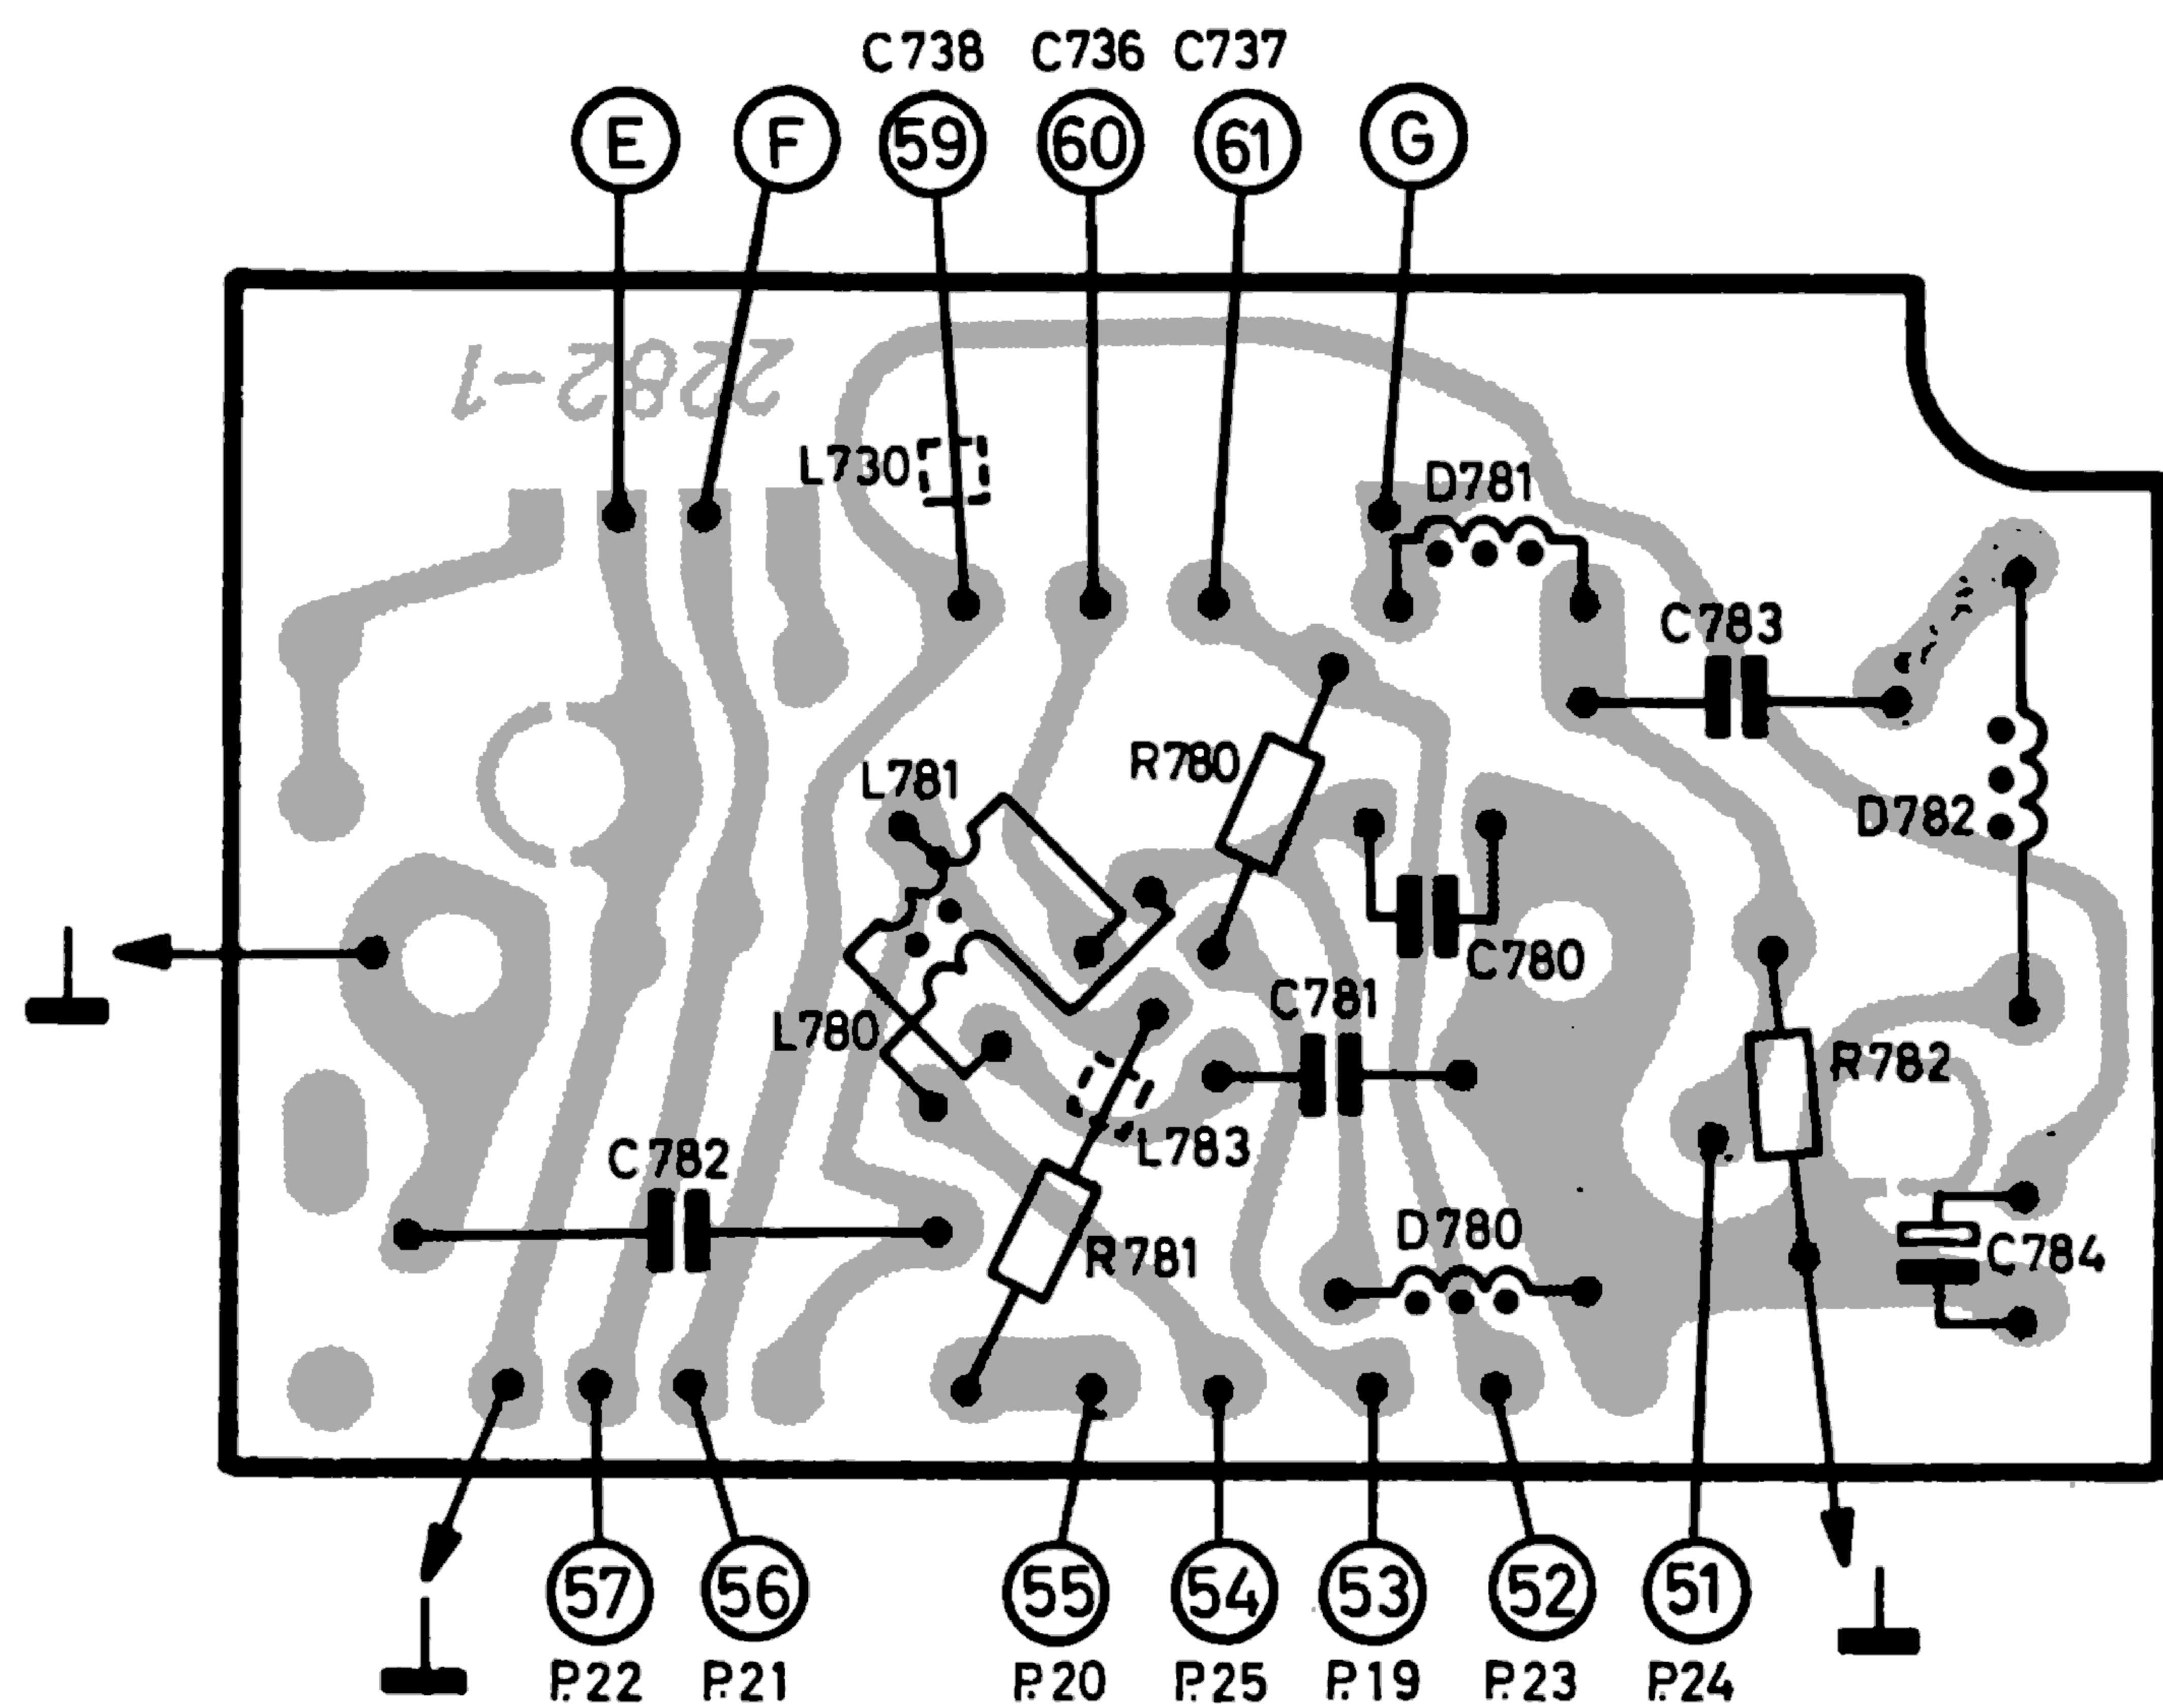 C738 C736 C737
E F 59 60 61 G
2282-1
L730
D781
C783
L781
R780
D782
C780
C781
L780
R782
L783
C782
D780
R781
C784
57 56 55 54 53 52 51
P.22 P.21 P.20 P.25 P.19 P.23 P.24